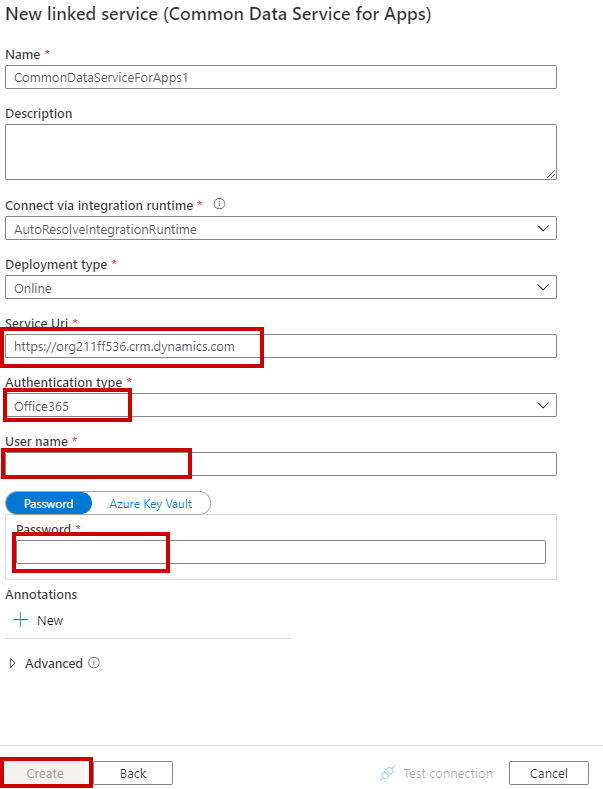 New linked service (Common Data Service for Apps)
Name *
CommonDataServiceForApps1
Description
Connect via integration runtime *
AutoResolveIntegrationRuntime
Deployment type *
Online
Service Uri *
https://org211ff536.crm.dynamics.com
Authentication type *
Office365
User name *
Password Azure Key Vault
Password *
Annotations
New
Advanced
Create Back Test connection Cancel